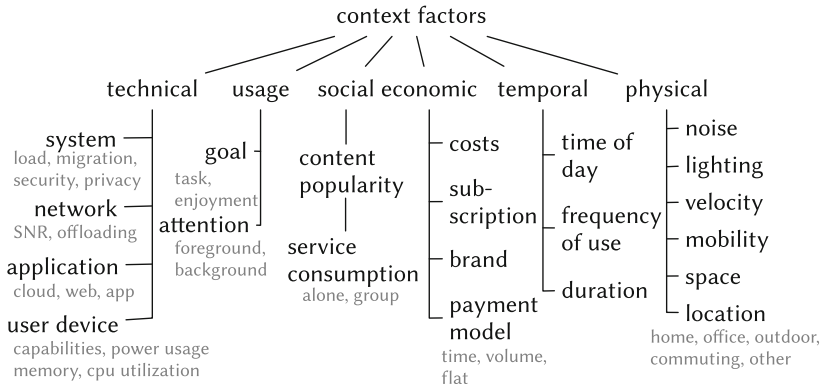 context factors
technical
usage
social
economic
temporal
physical
system
load, migration,
security, privacy
network
SNR, offloading
application
cloud, web, app
user device
capabilities, power usage
memory, cpu utilization
goal
task,
enjoyment
attention
foreground,
background
content
popularity
service
consumption
alone, group
costs
sub-
scription
brand
payment
model
time, volume,
flat
time of
day
frequency
of use
duration
noise
lighting
velocity
mobility
space
location
home, office, outdoor,
commuting, other